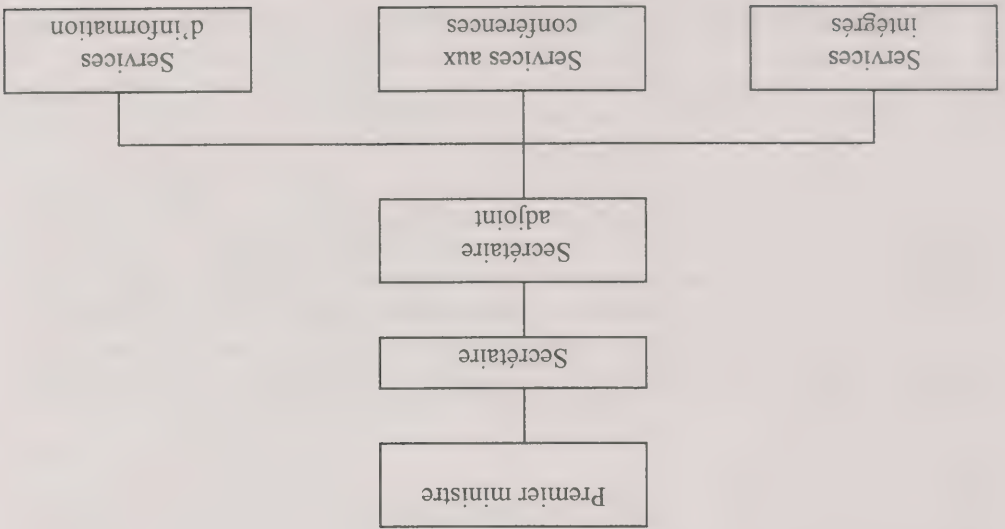 Premier ministre
Secrétaire
Secrétaire
adjoint
Services
intégrés
Services aux
conférences
Services
d'information